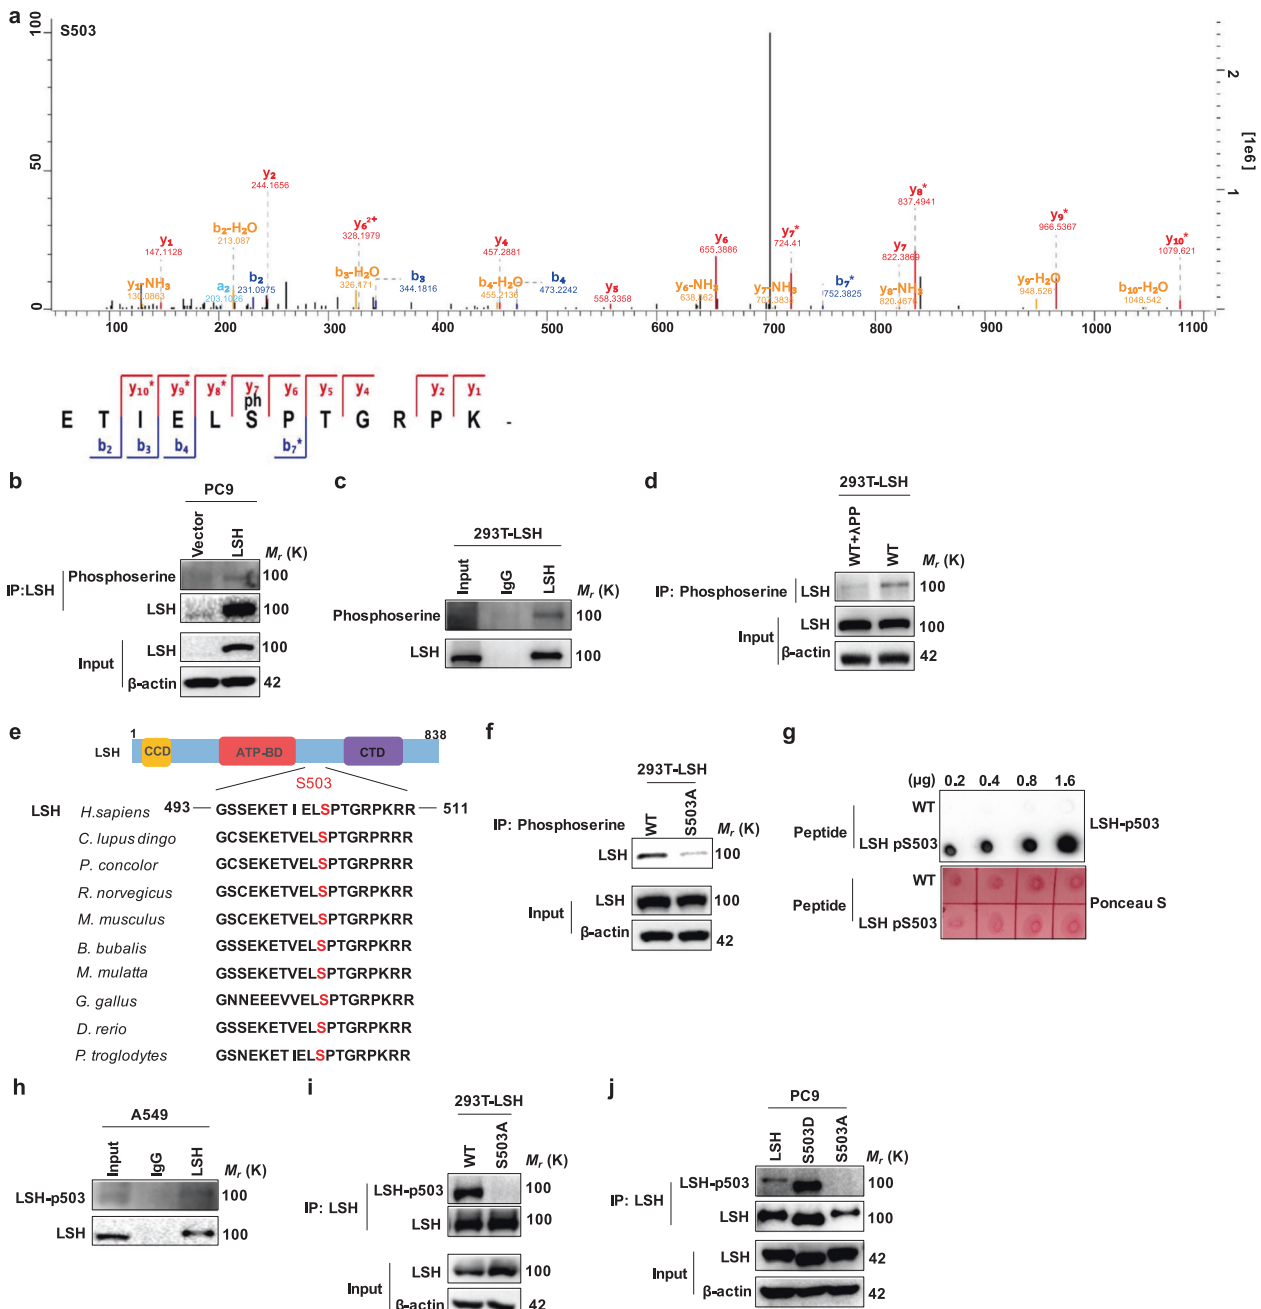 a
S503
100
50
0
2
1
[1e6]
y₁
147.1128
y₁-NH₃
130.0863
b₂-H₂O
213.087
a₂
203.1026
b₂
231.0975
y₂
244.1656
y₆²⁺
328.1979
b₃-H₂O
326.171
b₃
344.1816
y₄
457.2881
b₄-H₂O
455.2136
b₄
473.2242
y₅
558.3358
y₆
655.3886
y₆-NH₃
638.362
y₇*
724.41
y₇-NH₃
b₇*
752.3825
y₈*
837.4941
y₇
822.3869
y₈-NH₃
820.4674
y₉*
966.5367
y₉-H₂O
948.5261
y₁₀*
1079.621
b₁₀-H₂O
1048.542
100 200 300 400 500 600 700 800 900 1000 1100
y₁₀* y₉* y₈* y₇ y₆ y₅ y₄ y₂ y₁
ph
E T I E L S P T G R P K -
b₂ b₃ b₄ b₇*
b
PC9
Vector LSH
Mr (K)
IP:LSH
Phosphoserine 100
LSH 100
Input
LSH 100
β-actin 42
c
293T-LSH
Input IgG LSH
Mr (K)
Phosphoserine 100
LSH 100
d
293T-LSH
WT+λPP WT
Mr (K)
IP: Phosphoserine LSH 100
Input
LSH 100
β-actin 42
e
1 838
LSH CCD ATP-BD CTD
S503
LSH H.sapiens 493 GSSEKETIELSPTGRPKRR 511
C. lupus dingo GCSEKETVELSPTGRPRRR
P. concolor GCSEKETVELSPTGRPKRR
R. norvegicus GSCEKETVELSPTGRPKRR
M. musculus GSCEKETVELSPTGRPKRR
B. bubalis GSSEKETVELSPTGRPKRR
M. mulatta GSSEKETVELSPTGRPKRR
G. gallus GNNEEEVVELSPTGRPKRR
D. rerio GSSEKETVELSPTGRPKRR
P. troglodytes GSNEKETIELSPTGRPKRR
f
293T-LSH
WT S503A
IP: Phosphoserine
Mr (K)
LSH 100
Input
LSH 100
β-actin 42
g
(μg) 0.2 0.4 0.8 1.6
Peptide
WT
LSH pS503
LSH-p503
Peptide
WT
LSH pS503
Ponceau S
h
A549
Input IgG LSH
Mr (K)
LSH-p503 100
LSH 100
i
293T-LSH
WT S503A
Mr (K)
IP: LSH
LSH-p503 100
LSH 100
Input
LSH 100
β-actin 42
j
PC9
LSH S503D S503A
Mr (K)
IP: LSH
LSH-p503 100
LSH 100
Input
LSH 42
β-actin 42